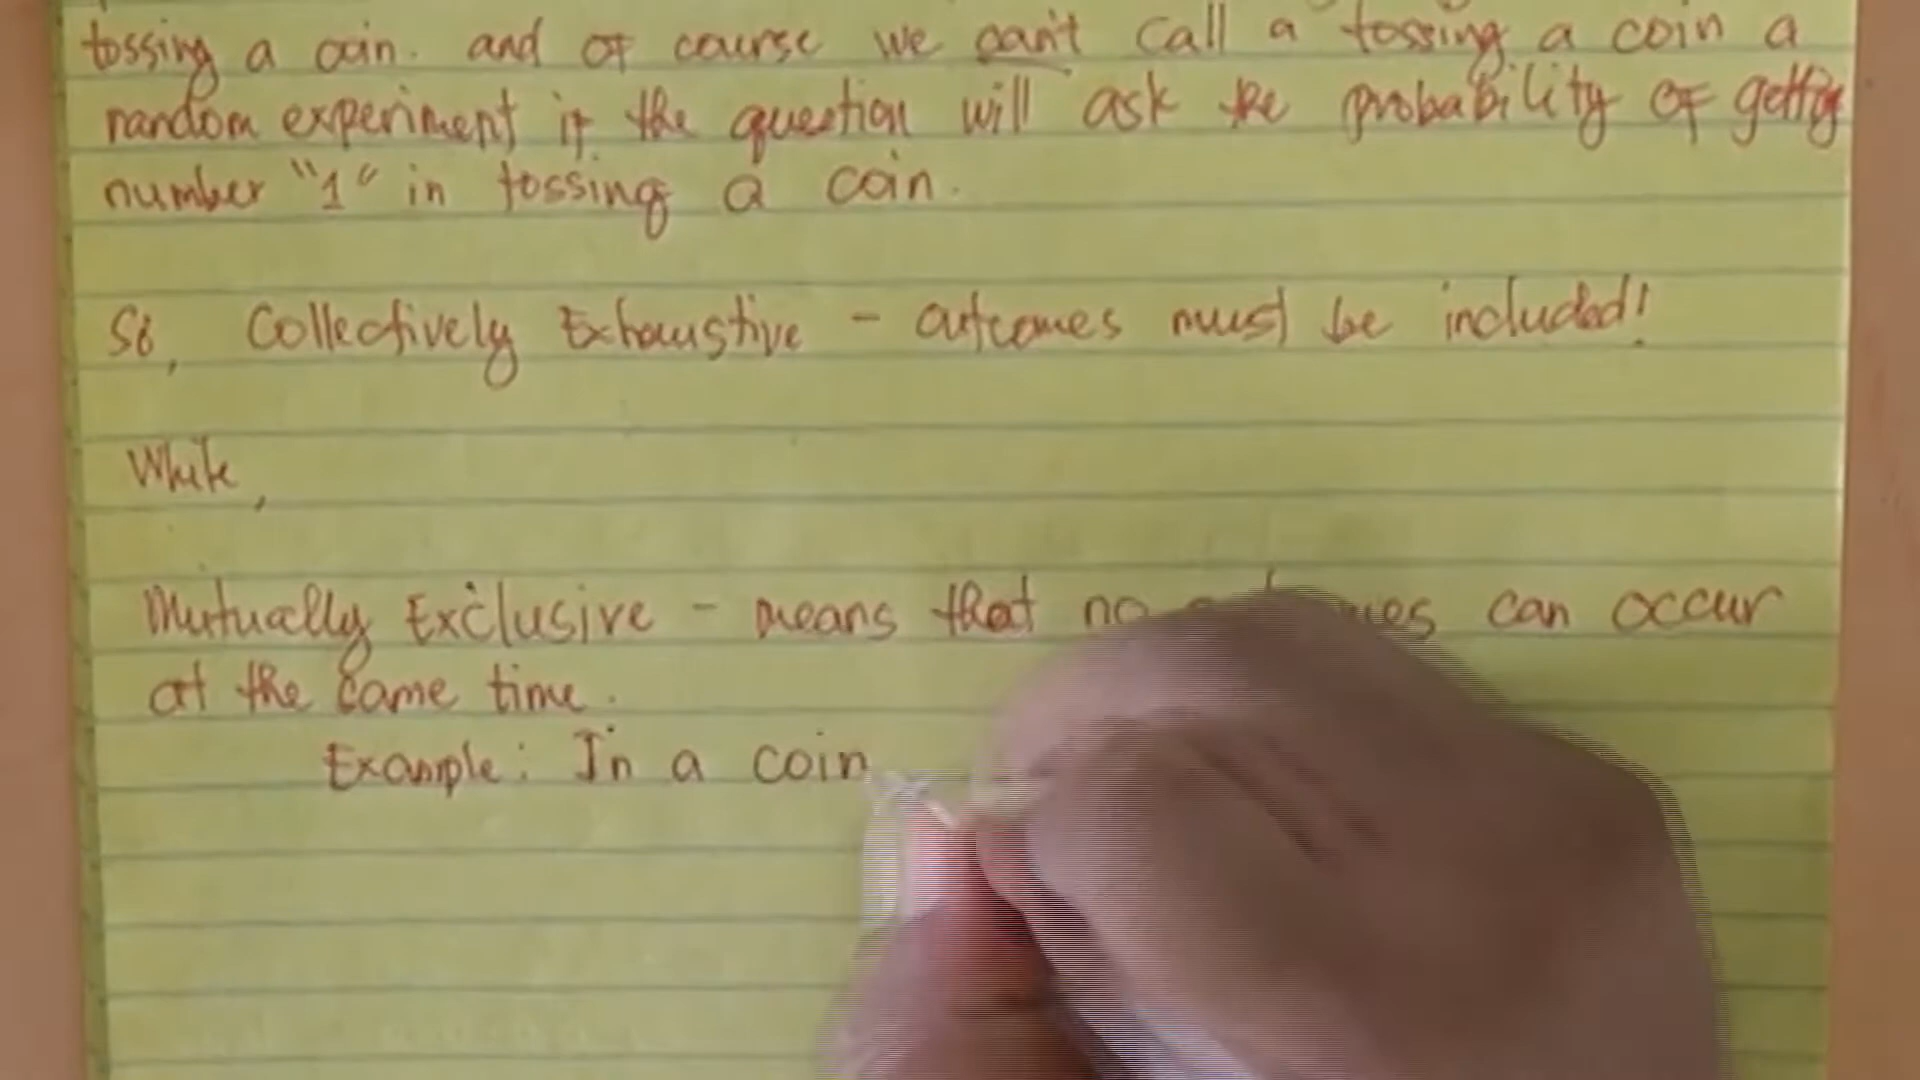 tossing a coin. and of course we can't call a tossing a coin a
random experiment if the question will ask the probability of getting
number "1" in tossing a coin.
So, Collectively Exhaustive - outcomes must be included!
While,
Mutually Exclusive - means that no can occur
at the same time.
Example: In a coin